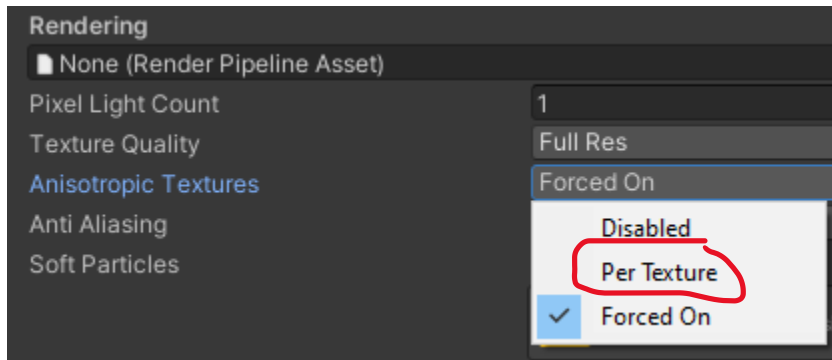 Rendering
None (Render Pipeline Asset)
Pixel Light Count 1
Texture Quality Full Res
Anisotropic Textures Forced On
Anti Aliasing Disabled
Soft Particles Per Texture
Forced On